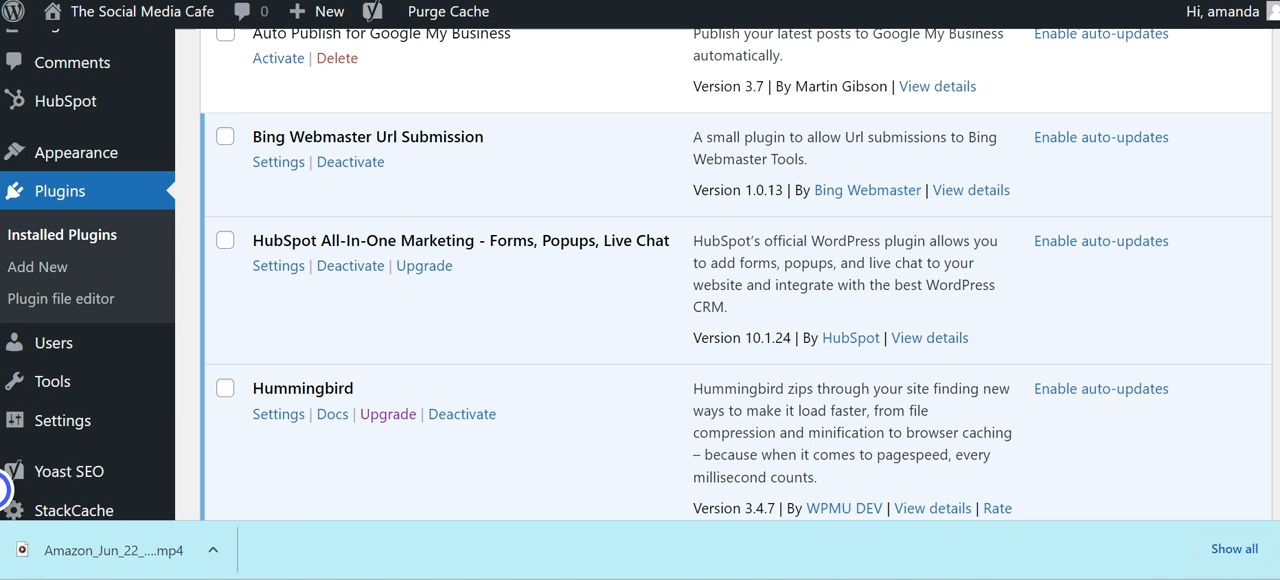 The Social Media Cafe 0 New Purge Cache Hi, amanda
Comments
HubSpot
Appearance
Plugins
Installed Plugins
Add New
Plugin file editor
Users
Tools
Settings
Yoast SEO
StackCache
Auto Publish for Google My Business
Activate | Delete
Publish your latest posts to Google My Business
automatically.
Version 3.7 | By Martin Gibson | View details
Enable auto-updates
Bing Webmaster Url Submission
Settings | Deactivate
A small plugin to allow Url submissions to Bing
Webmaster Tools.
Version 1.0.13 | By Bing Webmaster | View details
Enable auto-updates
HubSpot All-In-One Marketing - Forms, Popups, Live Chat
Settings | Deactivate | Upgrade
HubSpot’s official WordPress plugin allows you
to add forms, popups, and live chat to your
website and integrate with the best WordPress
CRM.
Version 10.1.24 | By HubSpot | View details
Enable auto-updates
Hummingbird
Settings | Docs | Upgrade | Deactivate
Hummingbird zips through your site finding new
ways to make it load faster, from file
compression and minification to browser caching
– because when it comes to pagespeed, every
millisecond counts.
Version 3.4.7 | By WPMU DEV | View details | Rate
Enable auto-updates
Amazon_Jun_22_....mp4
Show all